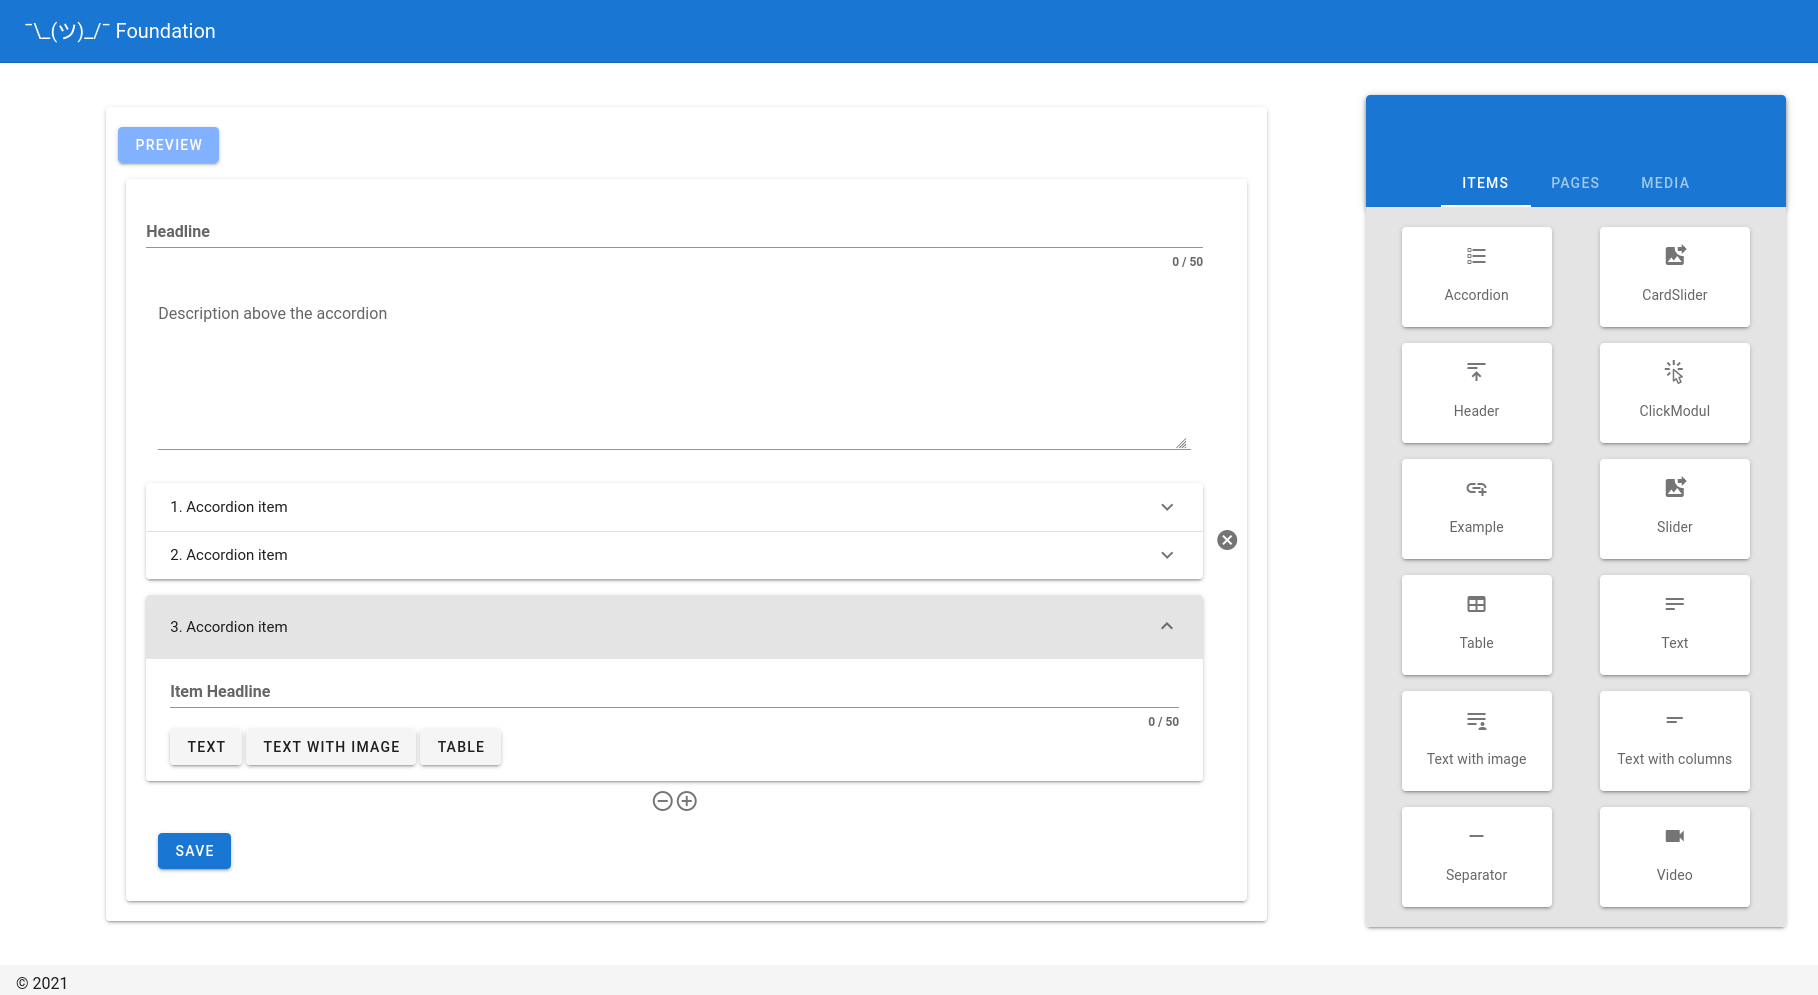 ¯\_(ツ)_/¯ Foundation
PREVIEW
Headline
0 / 50
Description above the accordion
1. Accordion item
2. Accordion item
3. Accordion item
Item Headline
0 / 50
TEXT TEXT WITH IMAGE TABLE
SAVE
ITEMS PAGES MEDIA
Accordion CardSlider
Header ClickModul
Example Slider
Table Text
Text with image Text with columns
Separator Video
© 2021